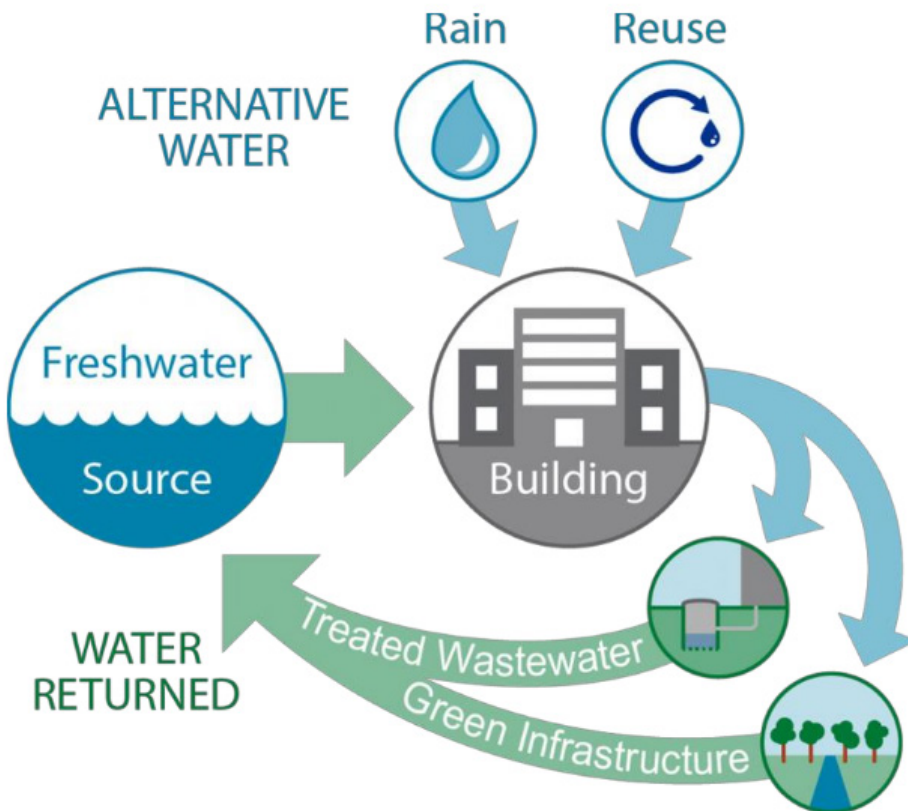 Rain
Reuse
ALTERNATIVE
WATER
Freshwater
Source
Building
Treated Wastewater
Green Infrastructure
WATER
RETURNED